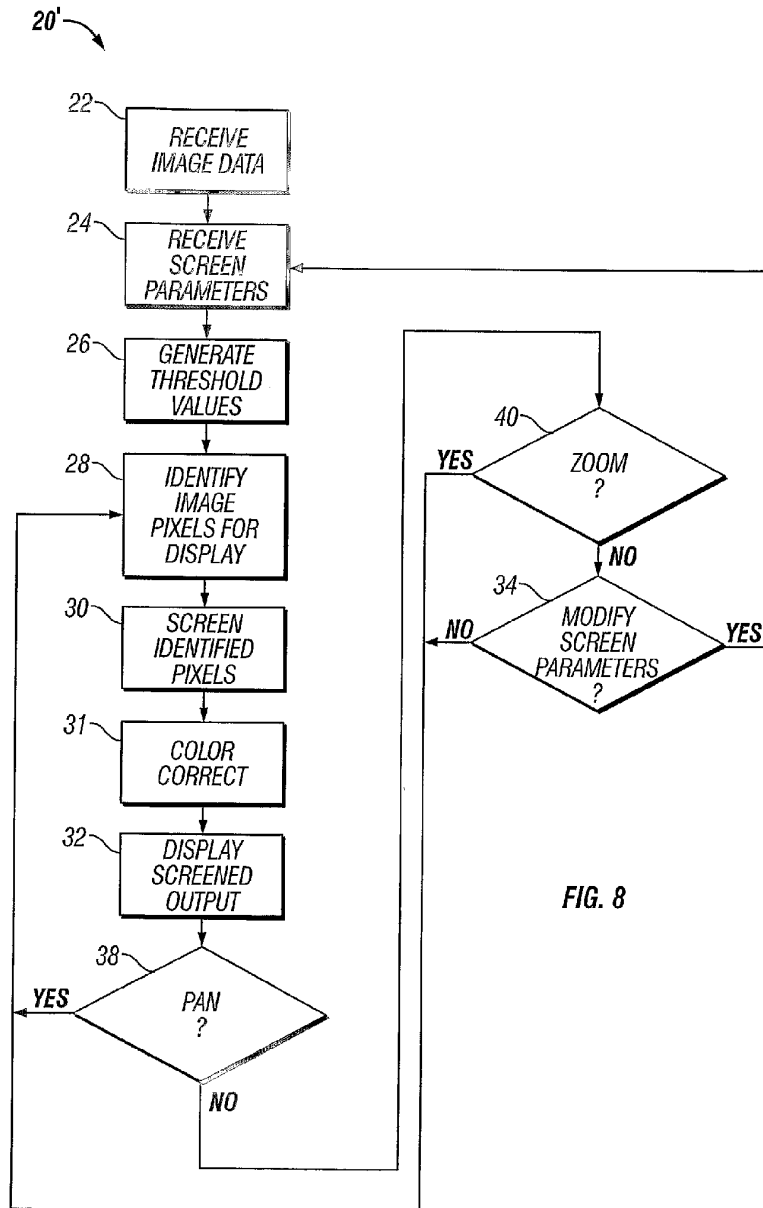 20'
22
RECEIVE
IMAGE DATA
24
RECEIVE
SCREEN
PARAMETERS
26
GENERATE
THRESHOLD
VALUES
28
IDENTIFY
IMAGE
PIXELS FOR
DISPLAY
30
SCREEN
IDENTIFIED
PIXELS
31
COLOR
CORRECT
32
DISPLAY
SCREENED
OUTPUT
38
YES
PAN
?
NO
40
YES
ZOOM
?
NO
34
NO
MODIFY
SCREEN
PARAMETERS
?
YES
FIG. 8